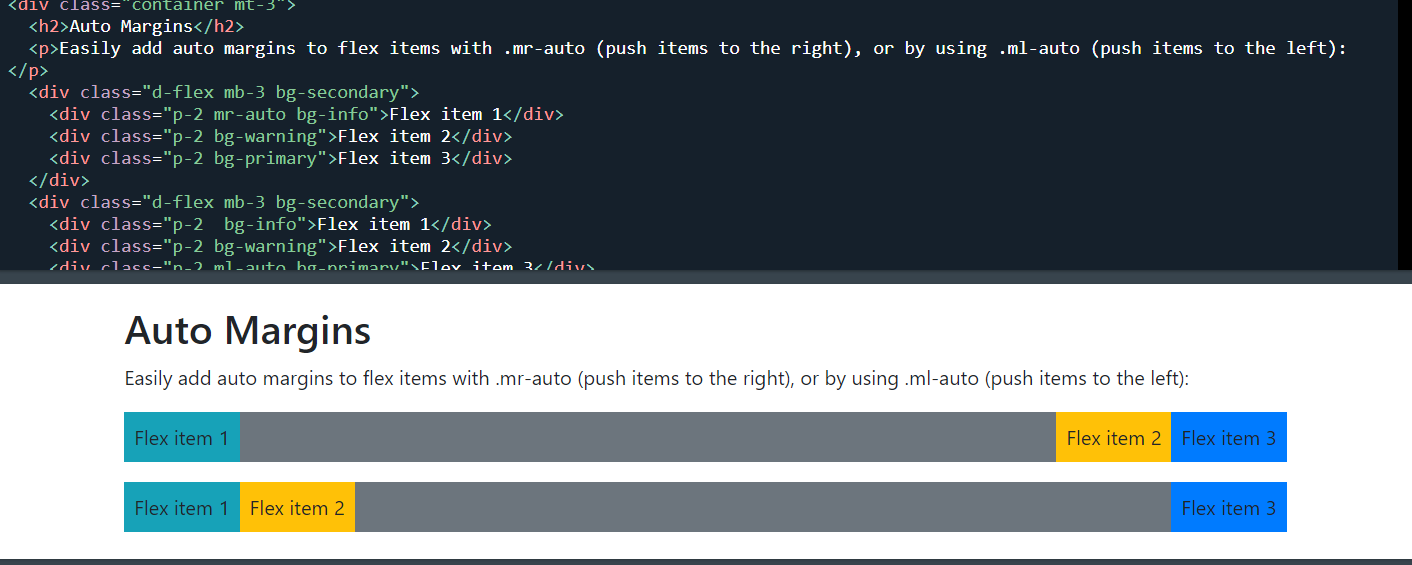 <div class="container mt-3">
  <h2>Auto Margins</h2>
  <p>Easily add auto margins to flex items with .mr-auto (push items to the right), or by using .ml-auto (push items to the left):
</p>
  <div class="d-flex mb-3 bg-secondary">
    <div class="p-2 mr-auto bg-info">Flex item 1</div>
    <div class="p-2 bg-warning">Flex item 2</div>
    <div class="p-2 bg-primary">Flex item 3</div>
  </div>
  <div class="d-flex mb-3 bg-secondary">
    <div class="p-2  bg-info">Flex item 1</div>
    <div class="p-2 bg-warning">Flex item 2</div>
    <div class="p-2 ml-auto bg-primary">Flex item 3</div>
Auto Margins
Easily add auto margins to flex items with .mr-auto (push items to the right), or by using .ml-auto (push items to the left):
Flex item 1 Flex item 2 Flex item 3
Flex item 1 Flex item 2 Flex item 3